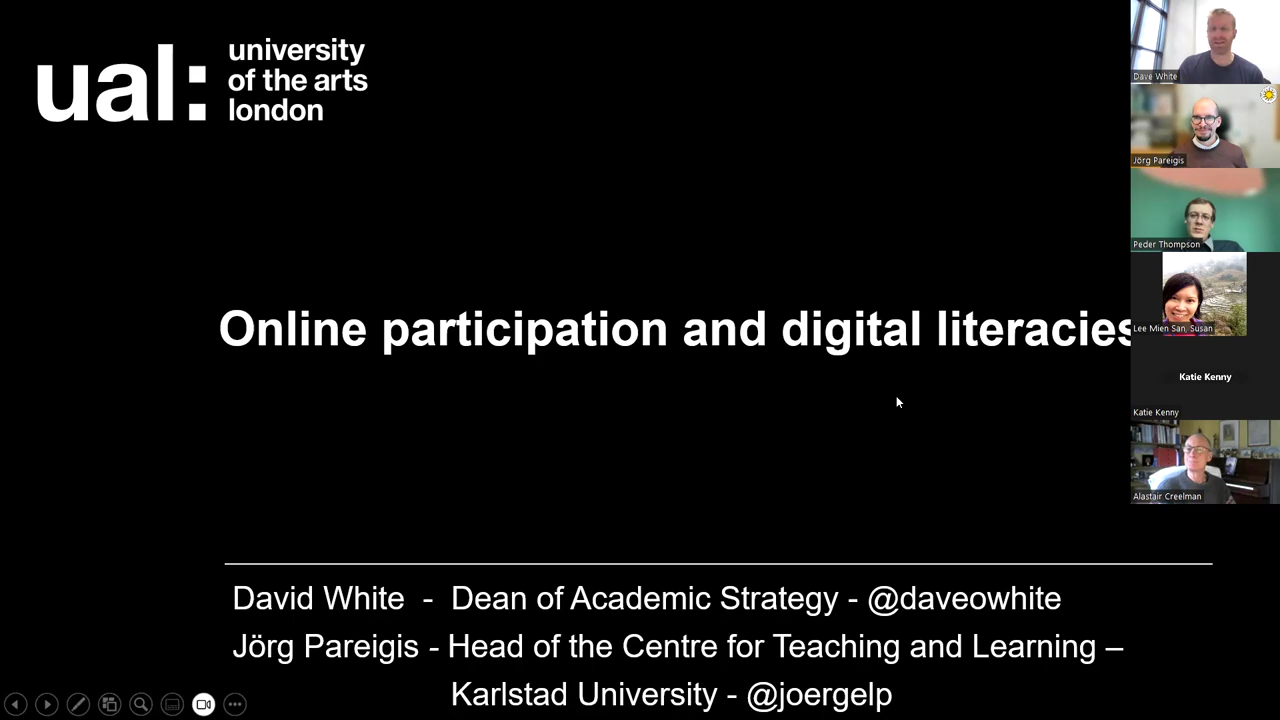 ual:
university
of the arts
london
Online participation and digital literacies
David White - Dean of Academic Strategy - @daveowhite
Jörg Pareigis - Head of the Centre for Teaching and Learning –
Karlstad University - @joergelp
Dave White
Jörg Pareigis
Peder Thompson
Lee Mien San, Susan
Katie Kenny
Katie Kenny
Alastair Creelman